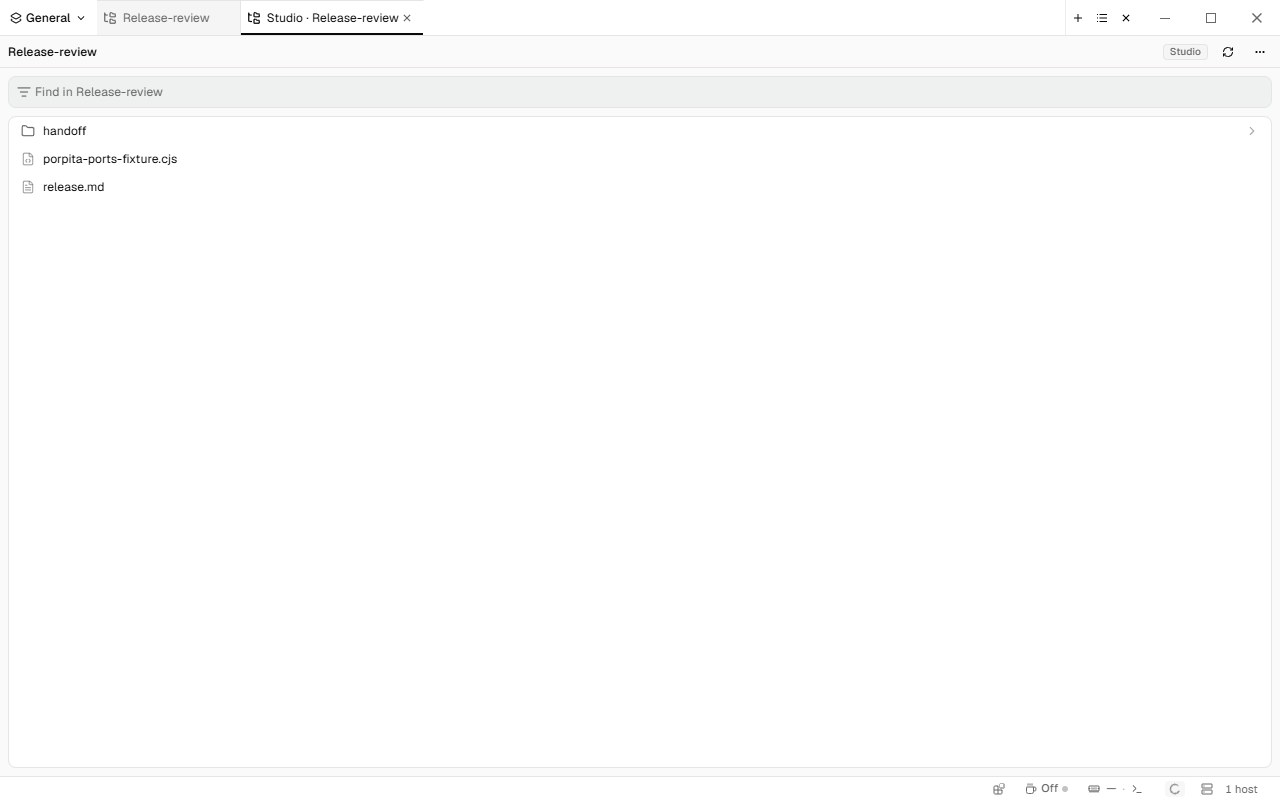 General
Release-review
Studio · Release-review
Release-review
Studio
Find in Release-review
handoff
porpita-ports-fixture.cjs
release.md
Off
— ·
1 host